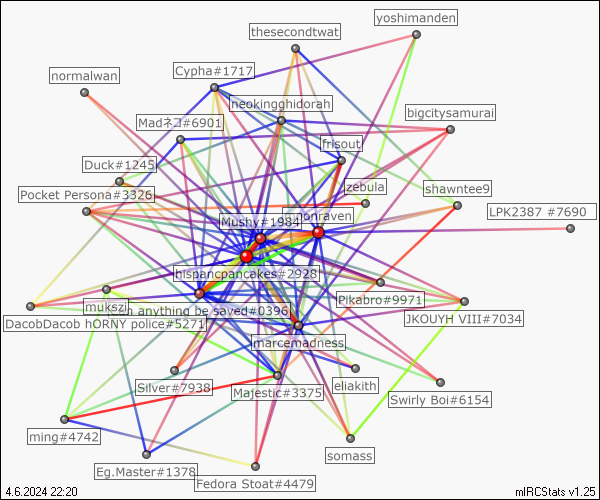 yoshimanden
thesecondtwat
Cypha#1717
normalwan
neokingghidorah
bigcitysamurai
Madネコ#6901
frisout
Duck#1245
zebula
shawntee9
Pocket Persona#3326
LPK2387 #7690
Mushy#1984
onraven
hispancpancakes#2928
Pikabro#9971
mukszi
n anything be saved#0396
JKOUYH VIII#7034
DacobDacob hORNY police#5271
marcemadness
Silver#7938
Majestic#3375
eliakith
Swirly Boi#6154
ming#4742
somass
Eg.Master#1378
Fedora Stoat#4479
4.6.2024 22:20
mIRCStats v1.25